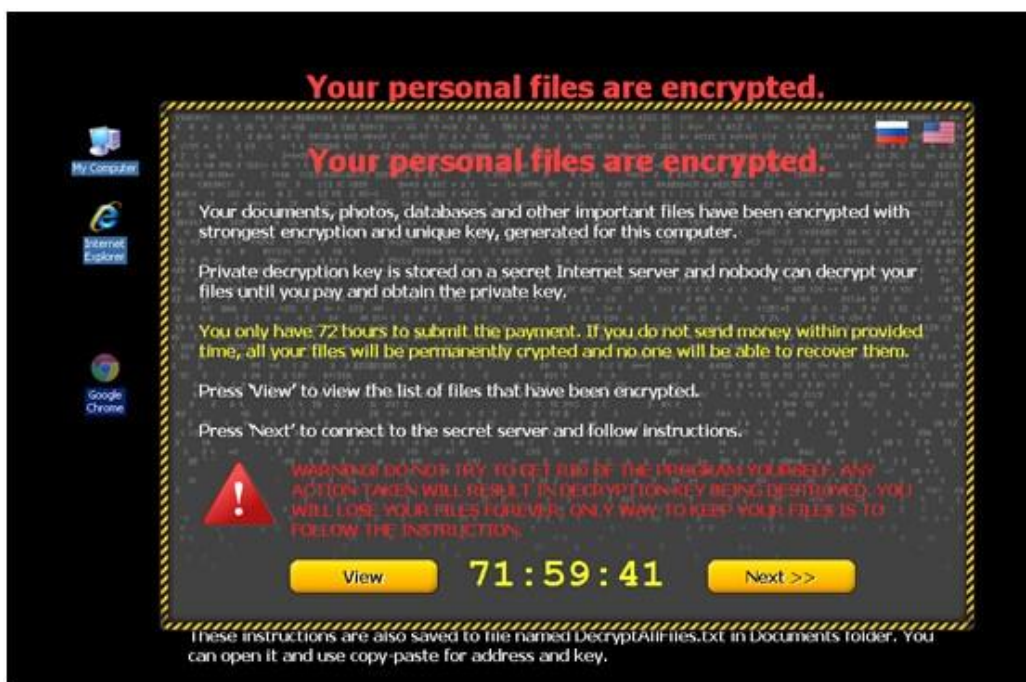 Your personal files are encrypted.
My Computer
Internet
Explorer
Google
Chrome
Your personal files are encrypted.
Your documents, photos, databases and other important files have been encrypted with
strongest encryption and unique key, generated for this computer.
Private decryption key is stored on a secret Internet server and nobody can decrypt your
files until you pay and obtain the private key.
You only have 72 hours to submit the payment. If you do not send money within provided
time, all your files will be permanently crypted and no one will be able to recover them.
Press 'View' to view the list of files that have been encrypted.
Press 'Next' to connect to the secret server and follow instructions.
WARNING! DO NOT TRY TO GET RID OF THE PROGRAM YOURSELF. ANY
ACTION TAKEN WILL RESULT IN DECRYPTION KEY BEING DESTROYED. YOU
WILL LOSE YOUR FILES FOREVER. ONLY WAY TO KEEP YOUR FILES IS TO
FOLLOW THE INSTRUCTION.
View
71:59:41
Next >>
These instructions are also saved to file named DecryptAllFiles.txt in Documents folder. You
can open it and use copy-paste for address and key.